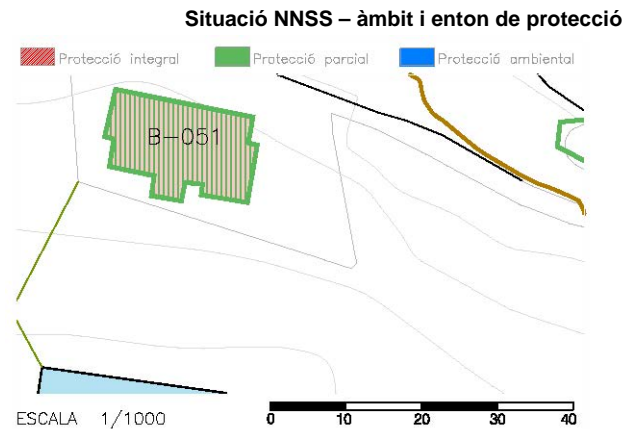 Situació NNSS – àmbit i enton de protecció
Protecció integral Protecció parcial Protecció ambiental
B-051
ESCALA 1/1000 0 10 20 30 40